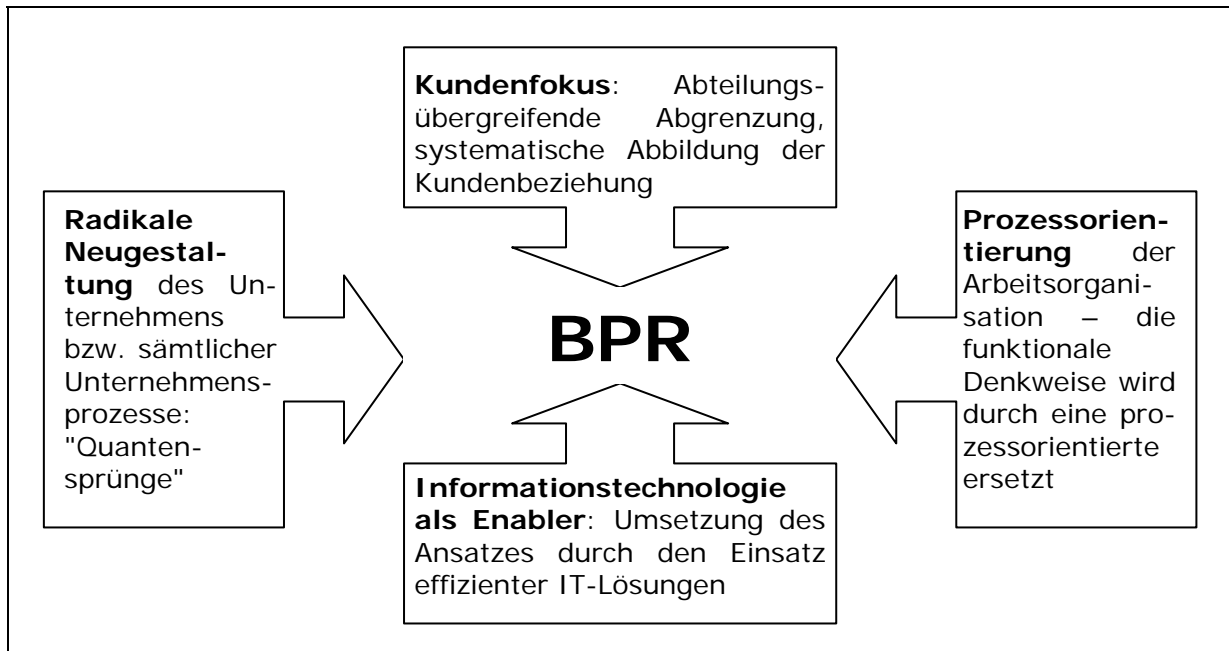 Kundenfokus: Abteilungs-
übergreifende Abgrenzung,
systematische Abbildung der
Kundenbeziehung
Radikale
Neugestal-
tung des Un-
ternehmens
bzw. sämtlicher
Unternehmens-
prozesse:
"Quanten-
sprünge"
BPR
Prozessorien-
tierung der
Arbeitsorgani-
sation – die
funktionale
Denkweise wird
durch eine pro-
zessorientierte
ersetzt
Informationstechnologie
als Enabler: Umsetzung des
Ansatzes durch den Einsatz
effizienter IT-Lösungen